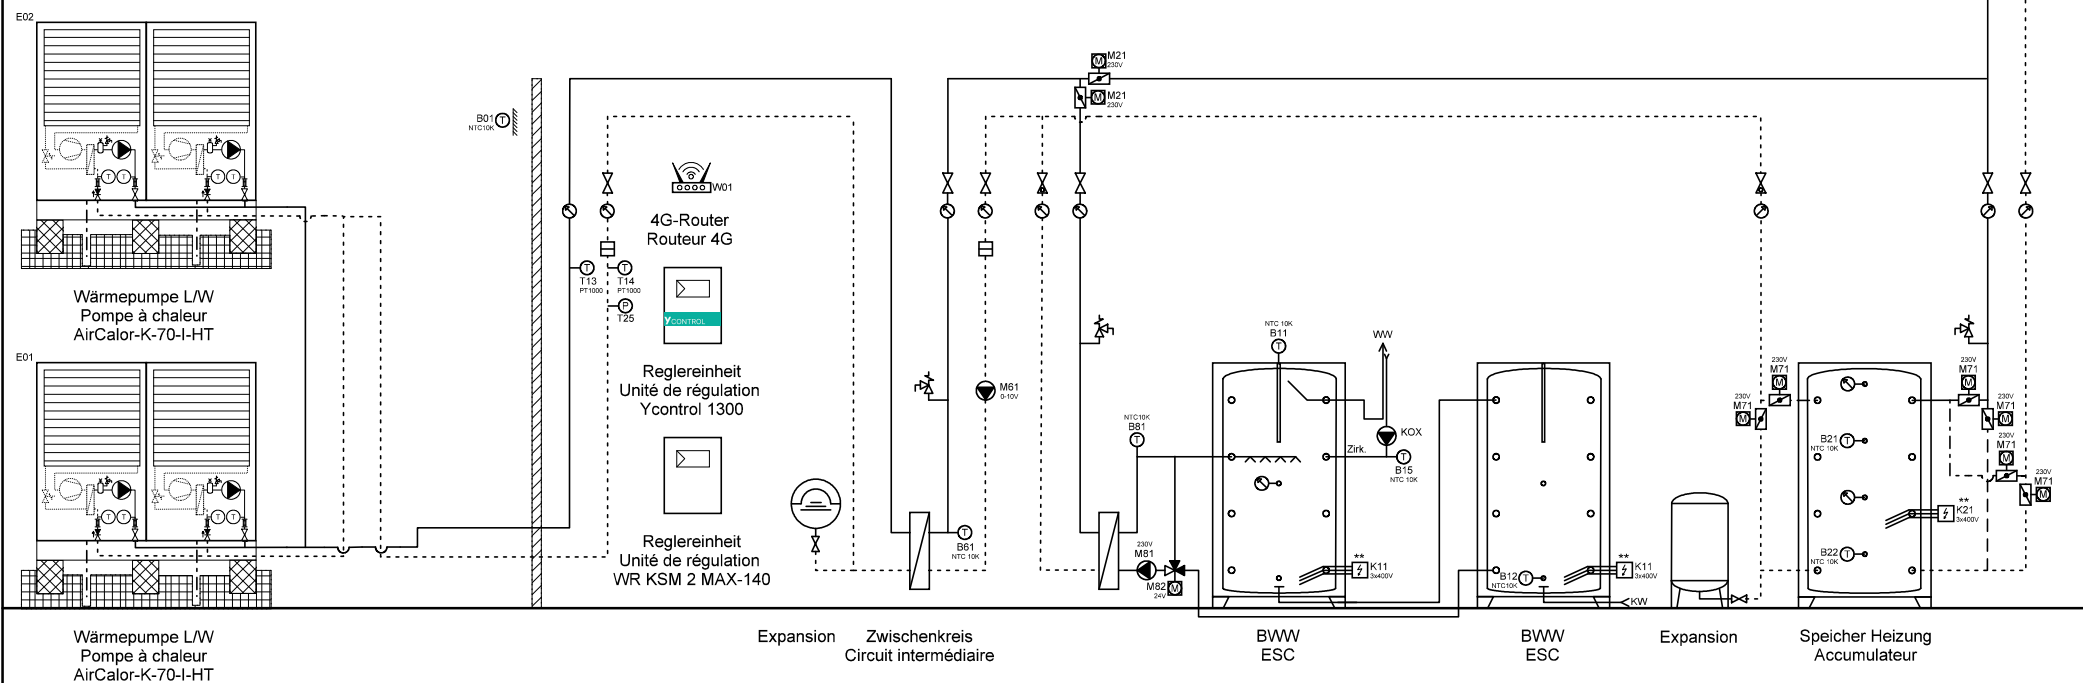 E02
Wärmepumpe L/W
Pompe à chaleur
AirCalor-K-70-I-HT
E01
Wärmepumpe L/W
Pompe à chaleur
AirCalor-K-70-I-HT
B01
T
NTC10K
T
T13
PT1000
T
T14
PT1000
P
T25
W01
4G-Router
Routeur 4G
YCONTROL
Reglereinheit
Unité de régulation
Ycontrol 1300
Reglereinheit
Unité de régulation
WR KSM 2 MAX-140
Expansion
Zwischenkreis
Circuit intermédiaire
T
B61
NTC 10K
M61
0-10V
M
M21
230V
M
M21
230V
NTC10K
B81
T
230V
M81
M82
24V
M
NTC 10K
B11
T
WW
KOX
Zirk.
T
B15
NTC 10K
**
K11
3x400V
BWW
ESC
B12
T
NTC10K
**
K11
3x400V
KW
BWW
ESC
Expansion
230V
M71
M
230V
M71
M
B21
T
NTC 10K
B22
T
NTC 10K
**
K21
3x400V
230V
M71
M
230V
M71
M
230V
M71
M
230V
M71
M
Speicher Heizung
Accumulateur